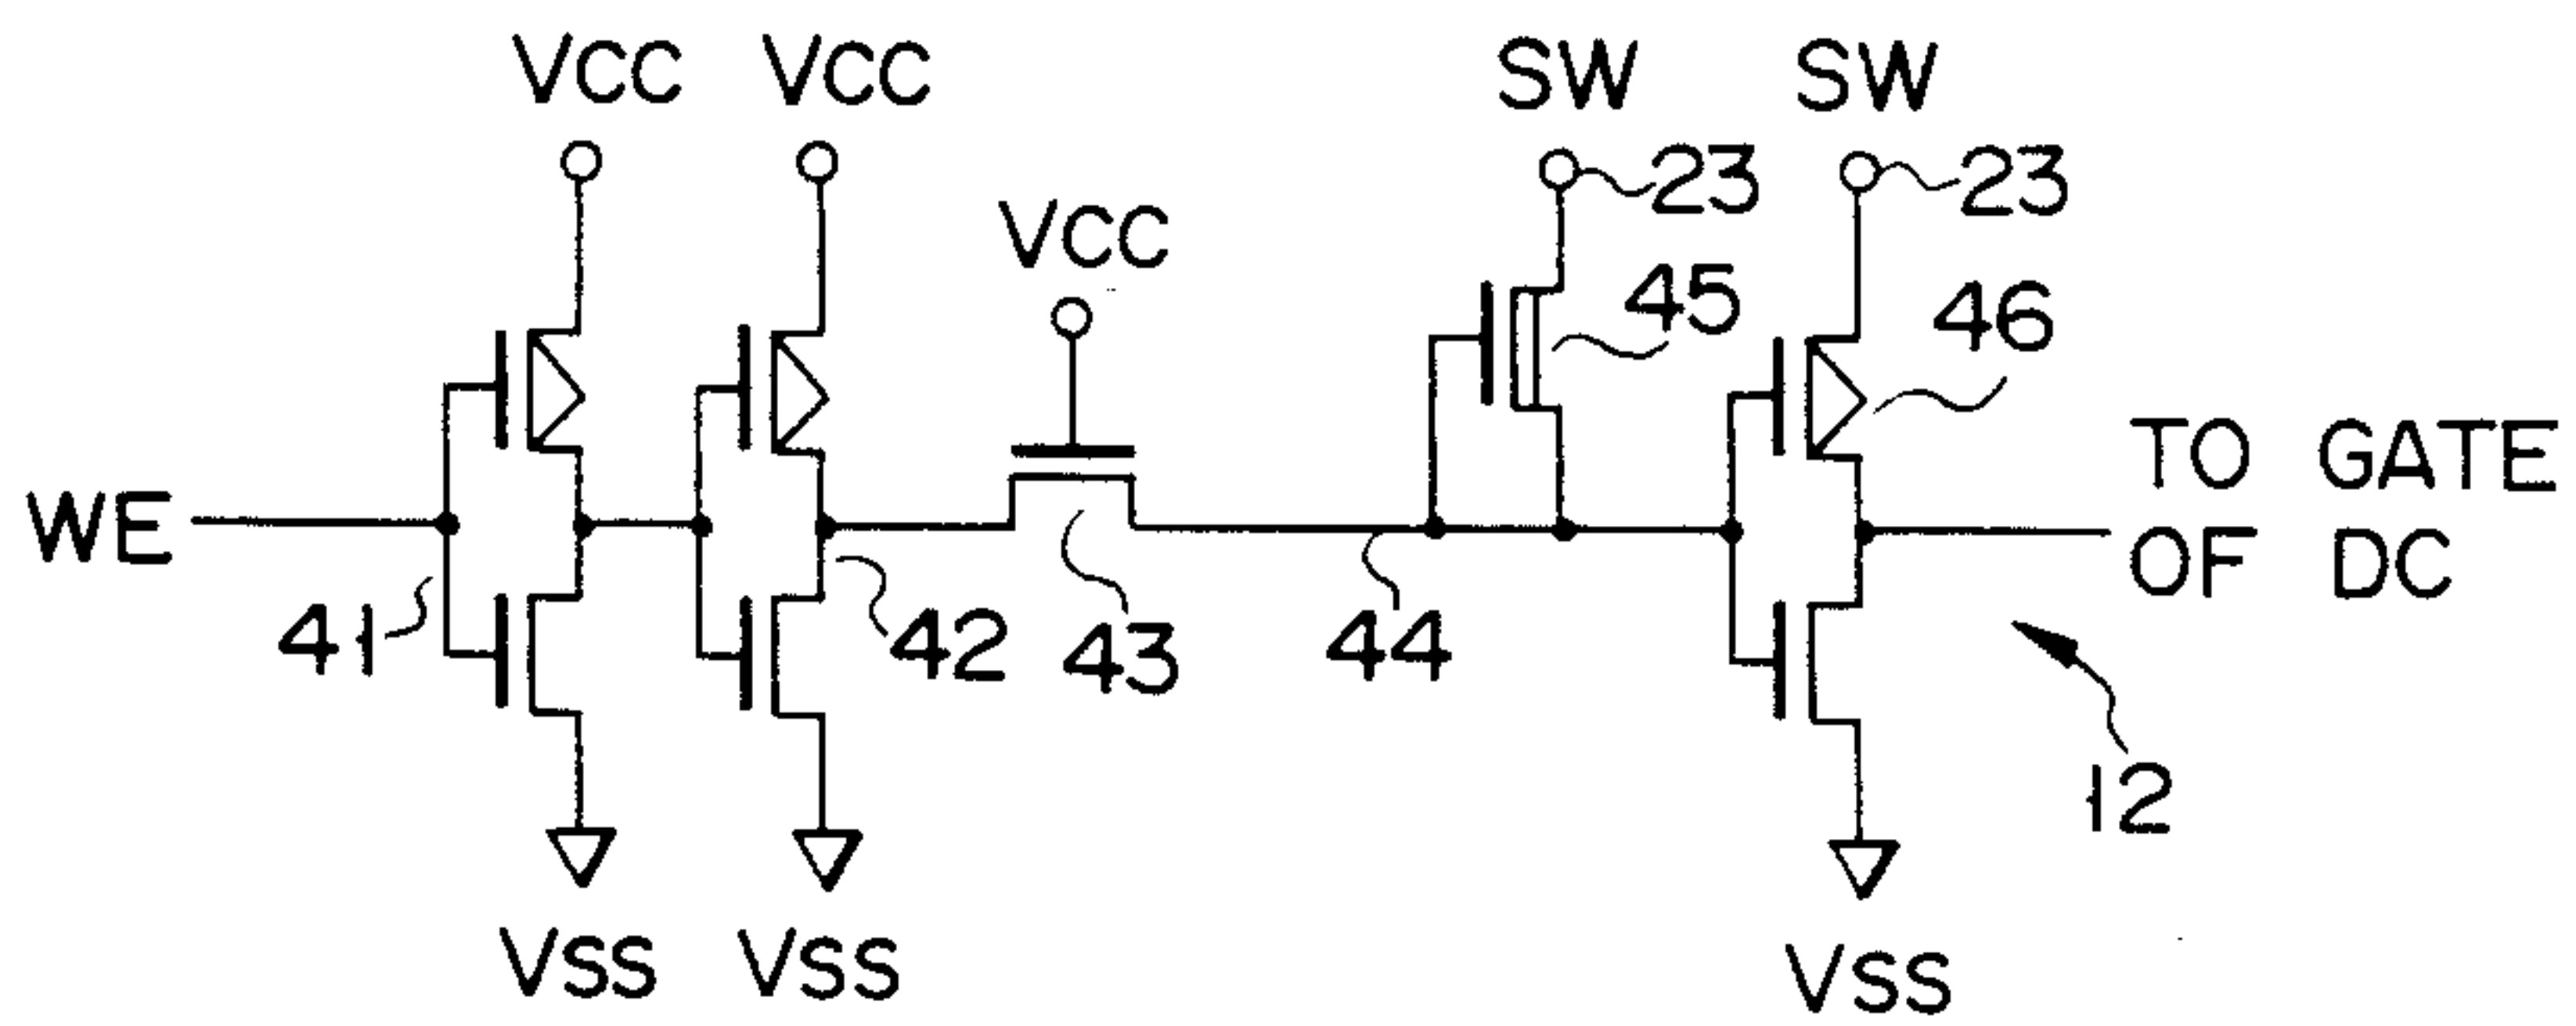 VCC VCC SW SW
23 23
VCC
45
46
TO GATE
OF DC
WE
41 42 43 44
12
VSS VSS VSS